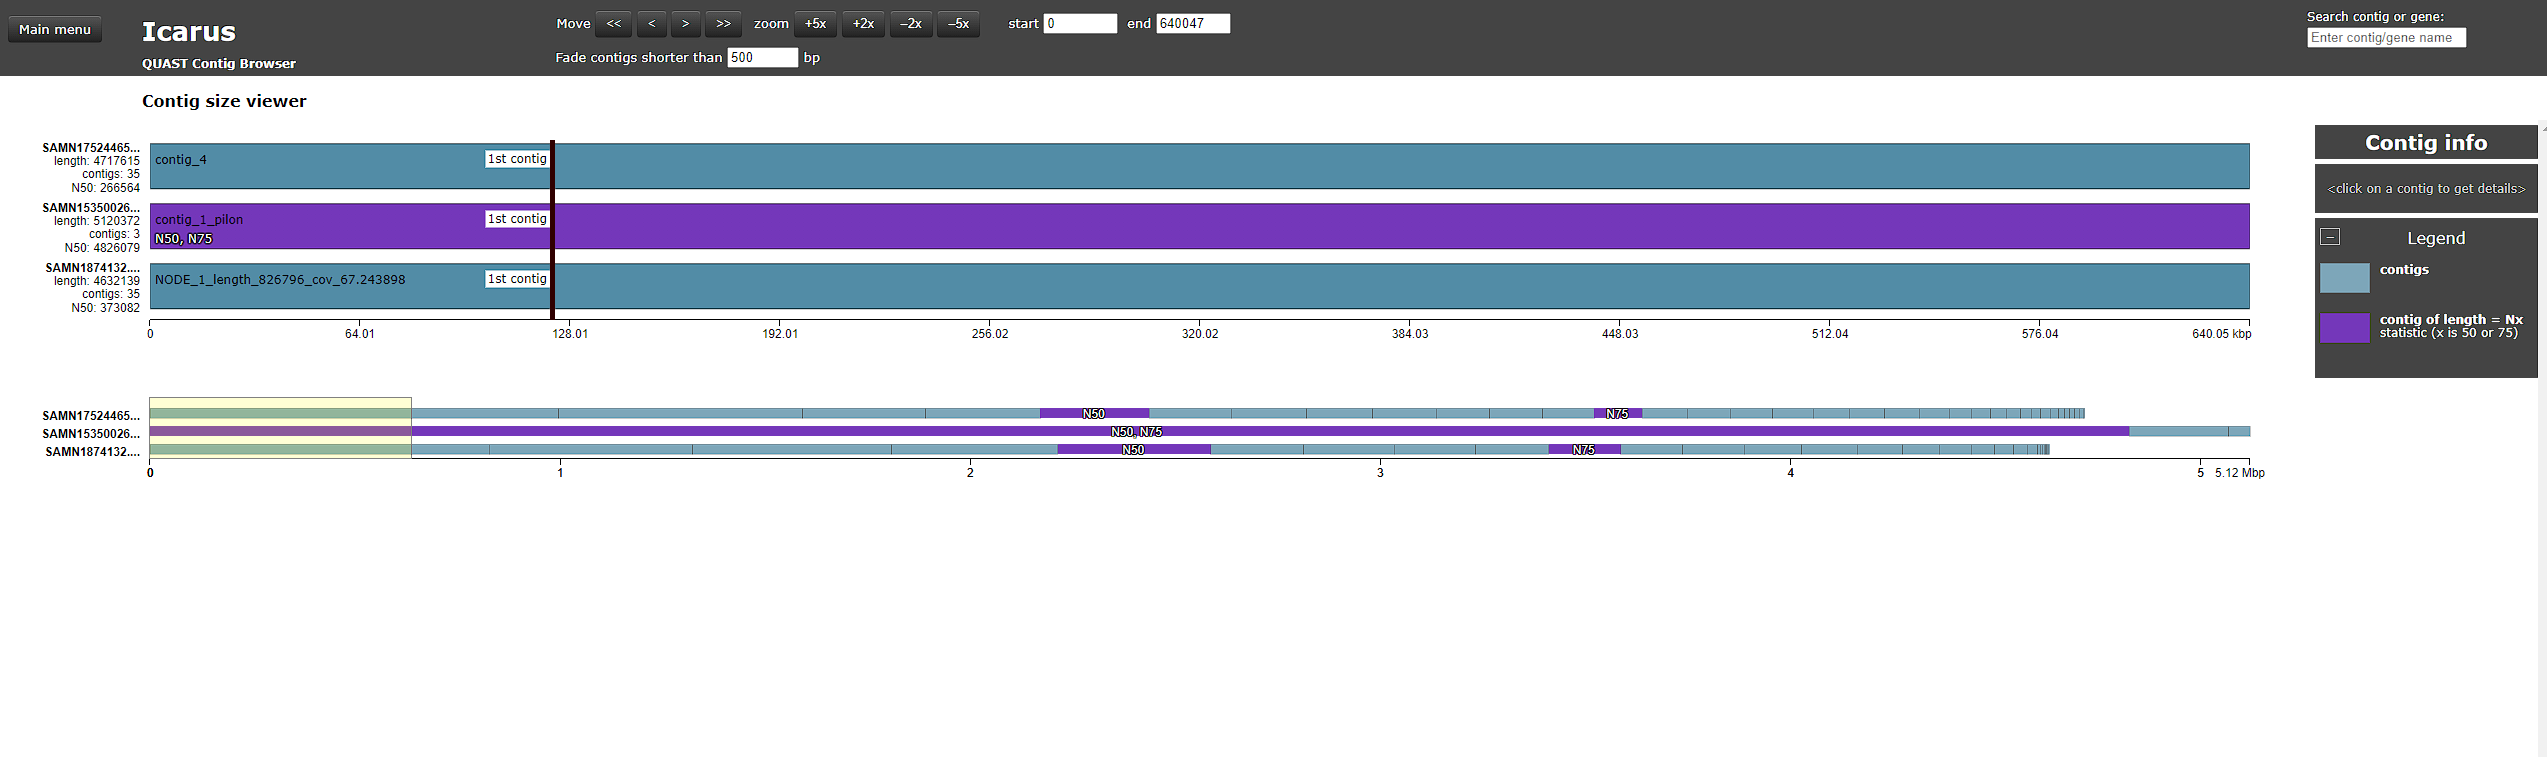 Main menu
Icarus
QUAST Contig Browser
Move << < > >> zoom +5x +2x –2x –5x start 0 end 640047
Fade contigs shorter than 500 bp
Search contig or gene:
Enter contig/gene name
Contig size viewer
SAMN17524465...
length: 4717615
contigs: 35
N50: 266564
contig_4
1st contig
SAMN15350026...
length: 5120372
contigs: 3
N50: 4826079
contig_1_pilon
N50, N75
1st contig
SAMN1874132....
length: 4632139
contigs: 35
N50: 373082
NODE_1_length_826796_cov_67.243898
1st contig
0 64.01 128.01 192.01 256.02 320.02 384.03 448.03 512.04 576.04 640.05 kbp
Contig info
<click on a contig to get details>
– Legend
contigs
contig of length = Nx
statistic (x is 50 or 75)
SAMN17524465... N50 N75
SAMN15350026... N50, N75
SAMN1874132.... N50 N75
0 1 2 3 4 5 5.12 Mbp